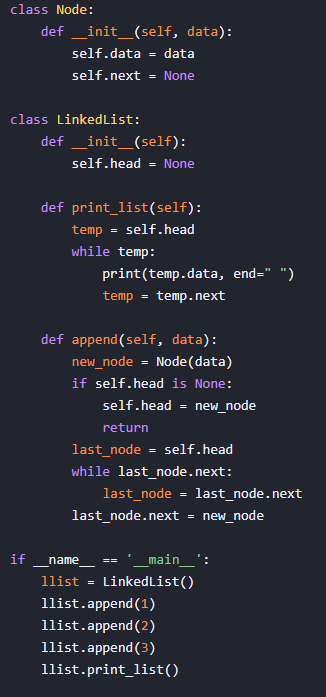 class Node:
    def __init__(self, data):
        self.data = data
        self.next = None

class LinkedList:
    def __init__(self):
        self.head = None

    def print_list(self):
        temp = self.head
        while temp:
            print(temp.data, end=" ")
            temp = temp.next

    def append(self, data):
        new_node = Node(data)
        if self.head is None:
            self.head = new_node
            return
        last_node = self.head
        while last_node.next:
            last_node = last_node.next
        last_node.next = new_node

if __name__ == '__main__':
    llist = LinkedList()
    llist.append(1)
    llist.append(2)
    llist.append(3)
    llist.print_list()